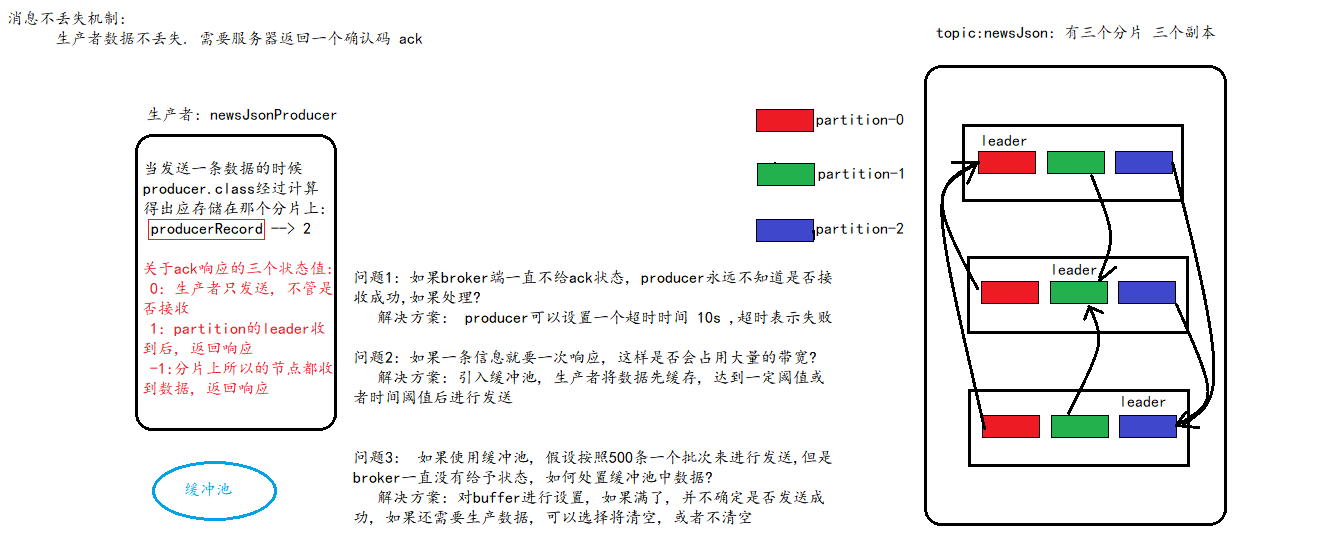 消息不丢失机制:
生产者数据不丢失. 需要服务器返回一个确认码 ack
topic:newsJson: 有三个分片 三个副本
生产者: newsJsonProducer
当发送一条数据的时候
producer.class经过计算
得出应存储在那个分片上:
producerRecord --> 2
关于ack响应的三个状态值:
0: 生产者只发送, 不管是
否接收
1: partition的leader收
到后, 返回响应
-1:分片上所以的节点都收
到数据, 返回响应
缓冲池
partition-0
partition-1
partition-2
问题1: 如果broker端一直不给ack状态, producer永远不知道是否接
收成功,如果处理?
解决方案: producer可以设置一个超时时间 10s ,超时表示失败
问题2: 如果一条信息就要一次响应, 这样是否会占用大量的带宽?
解决方案: 引入缓冲池, 生产者将数据先缓存, 达到一定阈值或
者时间阈值后进行发送
问题3: 如果使用缓冲池, 假设按照500条一个批次来进行发送,但是
broker一直没有给予状态, 如何处置缓冲池中数据?
解决方案: 对buffer进行设置, 如果满了, 并不确定是否发送成
功, 如果还需要生产数据, 可以选择将清空, 或者不清空
leader
leader
leader